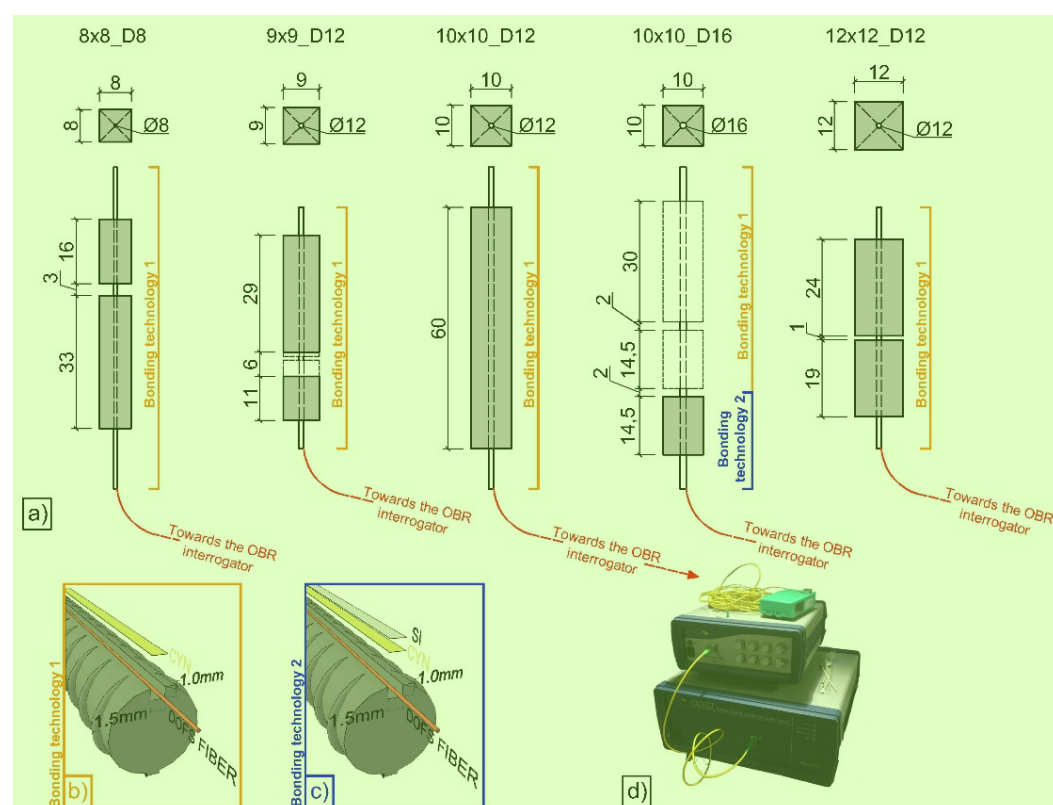 8x8_D8
9x9_D12
10x10_D12
10x10_D16
12x12_D12
8
9
10
10
12
8
Ø8
9
Ø12
10
Ø12
10
Ø16
12
Ø12
16
3
33
Bonding technology 1
29
6
11
Bonding technology 1
60
Bonding technology 1
30
2
14,5
2
14,5
Bonding technology 1
Bonding
technology 2
24
1
19
Bonding technology 1
a)
Towards the OBR
interrogator
Towards the OBR
interrogator
Towards the OBR
interrogator
Towards the OBR
interrogator
Towards the OBR
interrogator
Bonding technology 1
CYN
1.0mm
1.5mm
DOFS FIBER
b)
Bonding technology 2
SI
CYN
1.0mm
1.5mm
DOFS FIBER
c)
d)